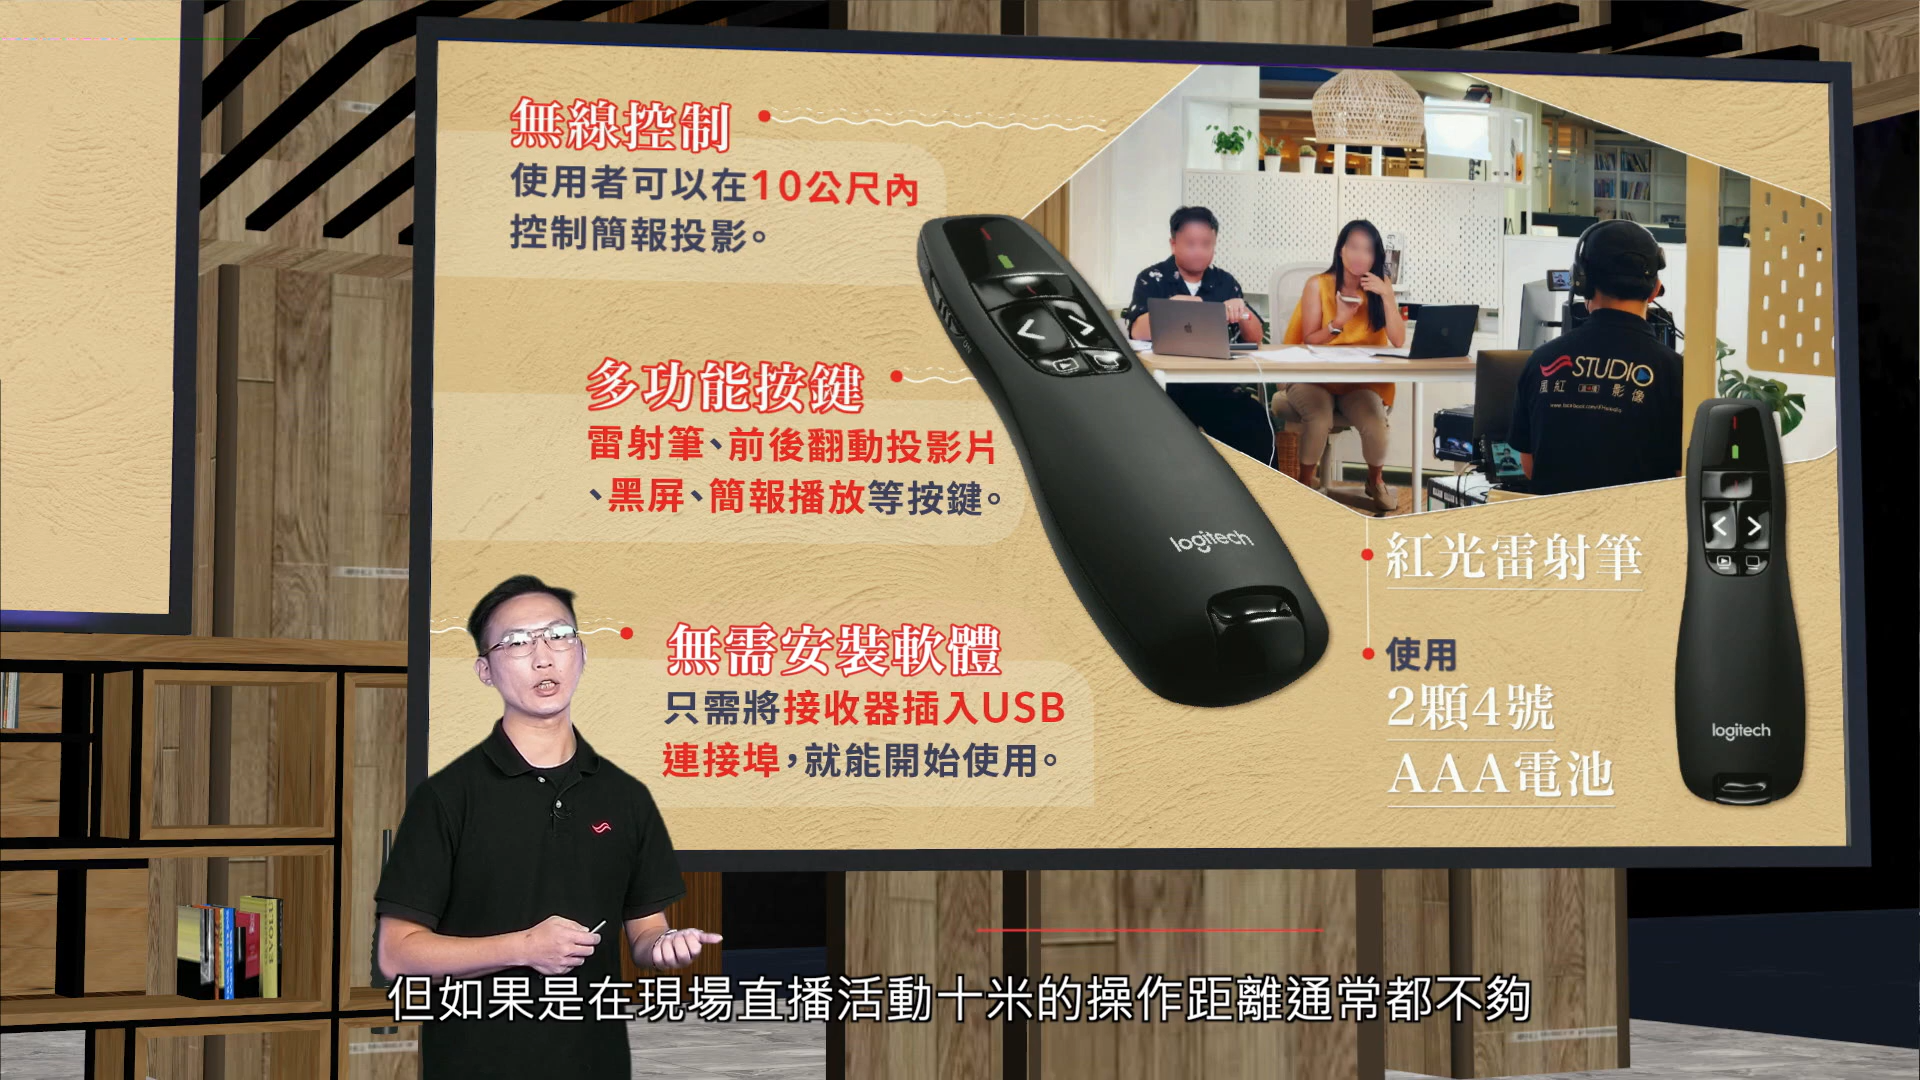 無線控制
使用者可以在10公尺內
控制簡報投影。
多功能按鍵
雷射筆、前後翻動投影片
、黑屏、簡報播放等按鍵。
無需安裝軟體
只需將接收器插入USB
連接埠，就能開始使用。
logitech
STUDIO
風紅 影像
紅光雷射筆
使用
2顆4號
AAA電池
logitech
但如果是在現場直播活動十米的操作距離通常都不夠